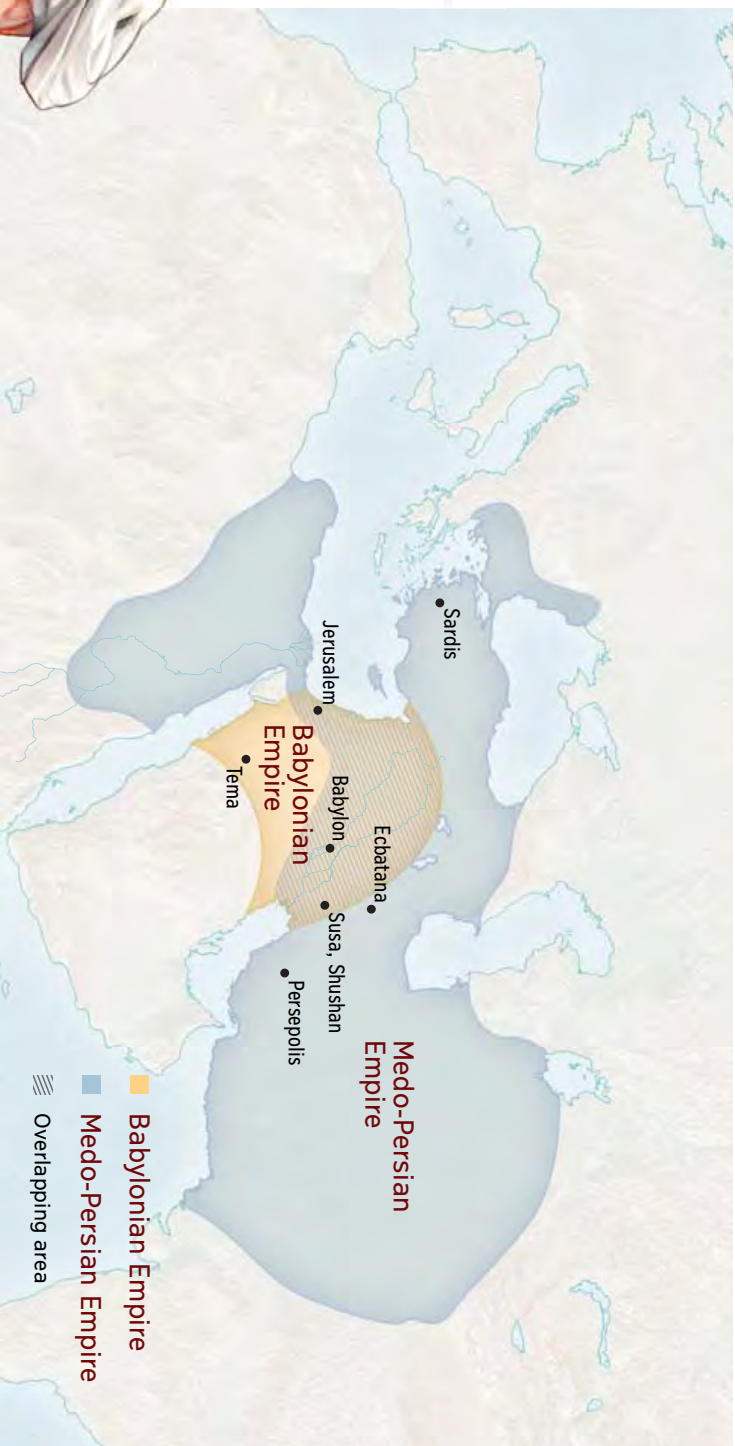 Sardis
Jerusalem
Babylonian
Empire
Tema
Babylon
Ecbatana
Susa, Shushan
Persepolis
Medo-Persian
Empire
Babylonian Empire
Medo-Persian Empire
Overlapping area